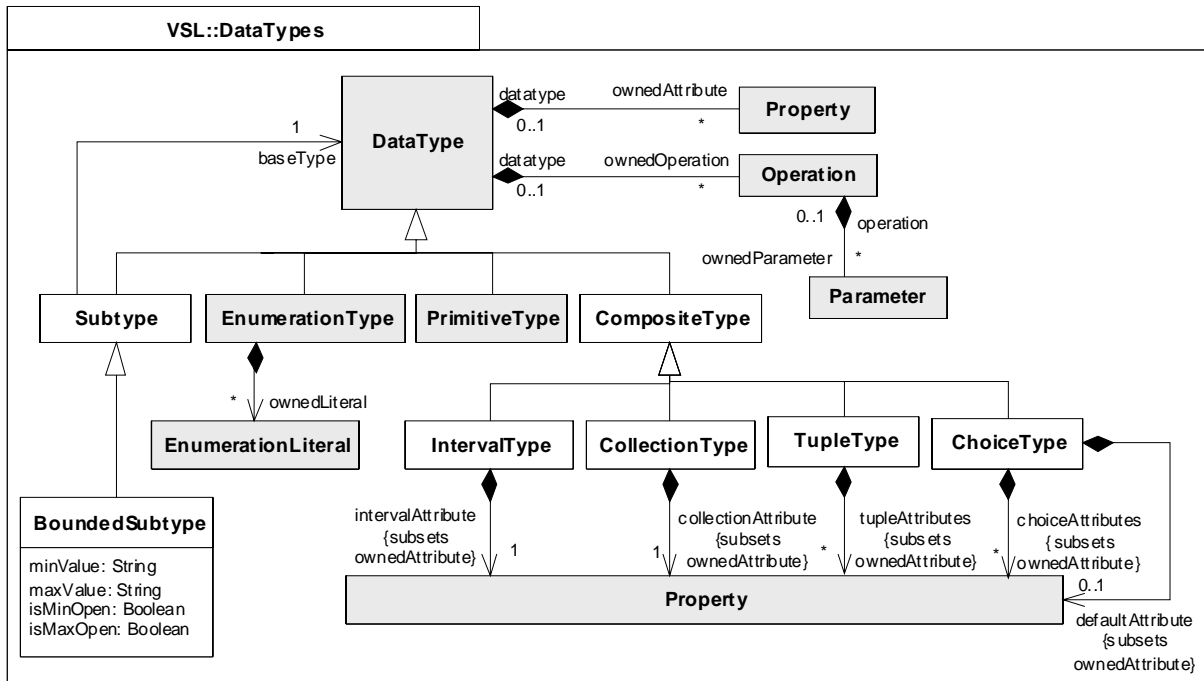 VSL::DataTypes
DataType
datatype
ownedAttribute
0..1
*
Property
1
baseType
datatype
ownedOperation
0..1
*
Operation
0..1
operation
ownedParameter
*
Parameter
Subtype
EnumerationType
PrimitiveType
CompositeType
*
ownedLiteral
EnumerationLiteral
IntervalType
CollectionType
TupleType
ChoiceType
BoundedSubtype
minValue: String
maxValue: String
isMinOpen: Boolean
isMaxOpen: Boolean
intervalAttribute
{subsets
ownedAttribute}
1
collectionAttribute
{subsets
ownedAttribute}
1
tupleAttributes
{subsets
ownedAttribute}
*
choiceAttributes
{ subsets
ownedAttribute}
*
0..1
Property
defaultAttribute
{subsets
ownedAttribute}